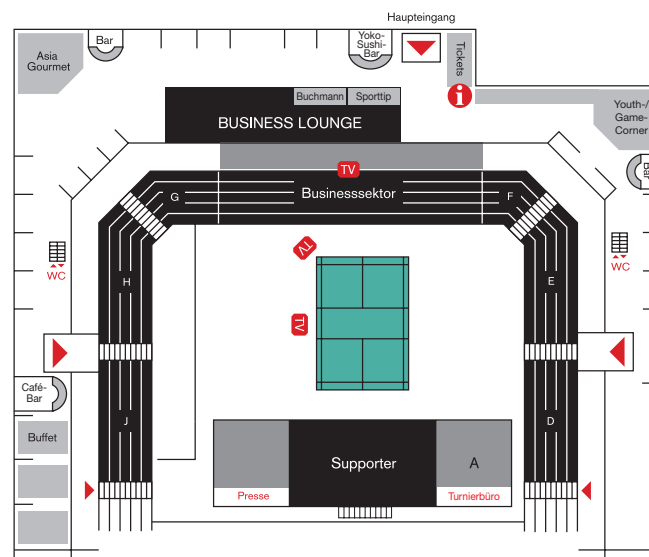 Haupteingang
Asia
Gourmet
Bar
Yoko-
Sushi-
Bar
Tickets
i
Youth-/
Game-
Corner
Bar
Buchmann
Sporttip
BUSINESS LOUNGE
TV
Businesssektor
G
F
TV
WC
WC
H
E
TV
Café-
Bar
J
D
Buffet
Supporter
A
Presse
Turnierbüro